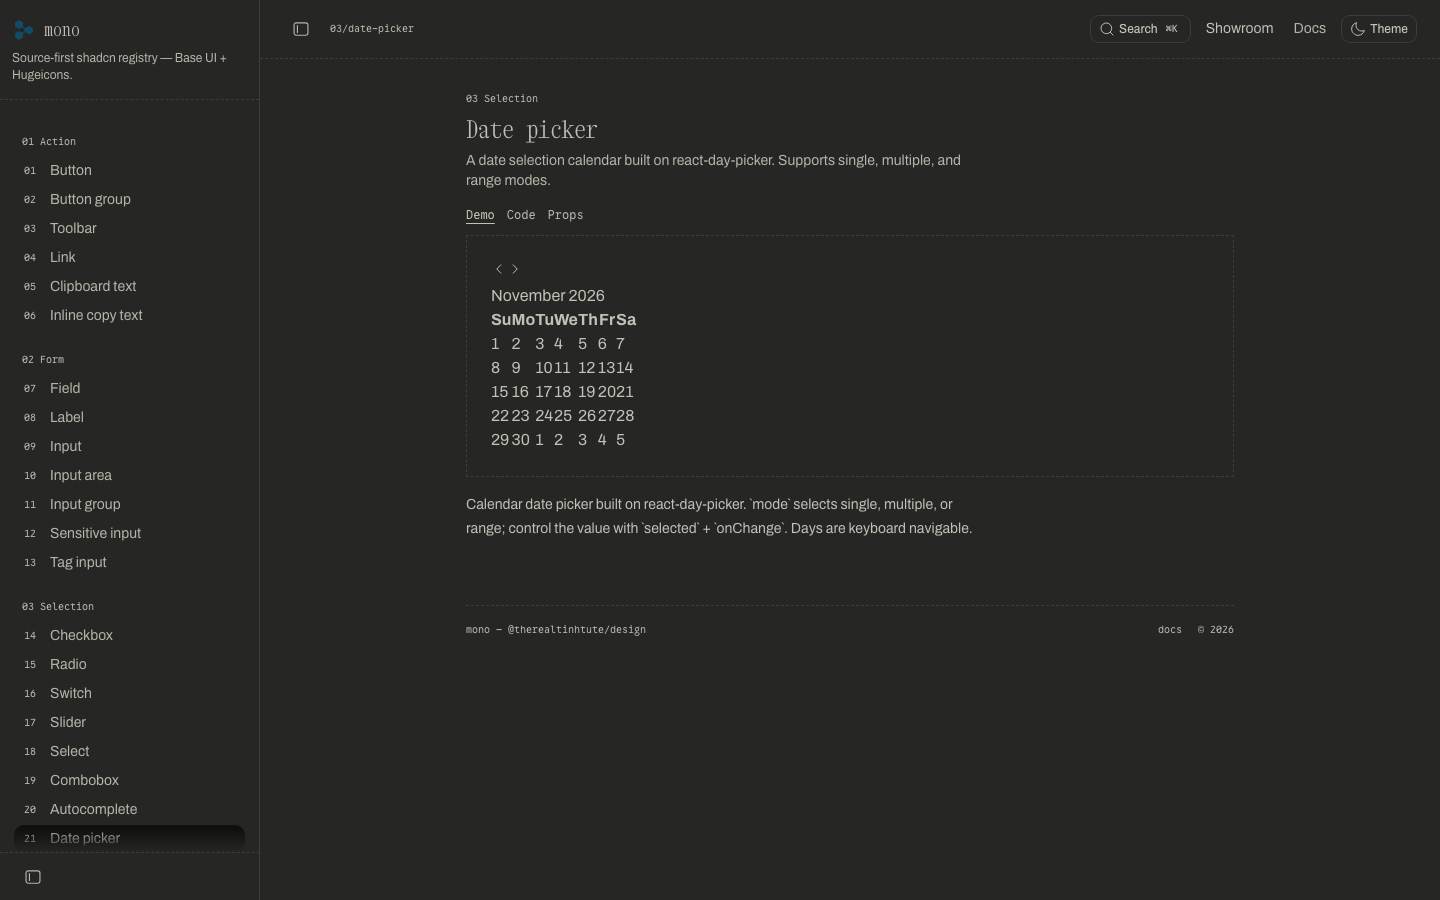 mono
Source-first shadcn registry — Base UI +
Hugeicons.
01 Action
01 Button
02 Button group
03 Toolbar
04 Link
05 Clipboard text
06 Inline copy text
02 Form
07 Field
08 Label
09 Input
10 Input area
11 Input group
12 Sensitive input
13 Tag input
03 Selection
14 Checkbox
15 Radio
16 Switch
17 Slider
18 Select
19 Combobox
20 Autocomplete
21 Date picker
03/date-picker
Search ⌘K
Showroom
Docs
Theme
03 Selection
Date picker
A date selection calendar built on react-day-picker. Supports single, multiple, and
range modes.
Demo Code Props
November 2026
Su Mo Tu We Th Fr Sa
1 2 3 4 5 6 7
8 9 10 11 12 13 14
15 16 17 18 19 20 21
22 23 24 25 26 27 28
29 30 1 2 3 4 5
Calendar date picker built on react-day-picker. `mode` selects single, multiple, or
range; control the value with `selected` + `onChange`. Days are keyboard navigable.
mono — @therealtinhtute/design
docs © 2026